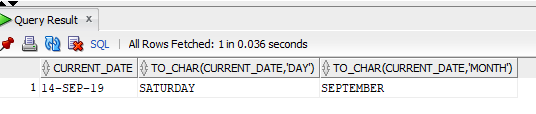 Query Result x
SQL | All Rows Fetched: 1 in 0.036 seconds
CURRENT_DATE TO_CHAR(CURRENT_DATE,'DAY') TO_CHAR(CURRENT_DATE,'MONTH')
1 14-SEP-19 SATURDAY SEPTEMBER